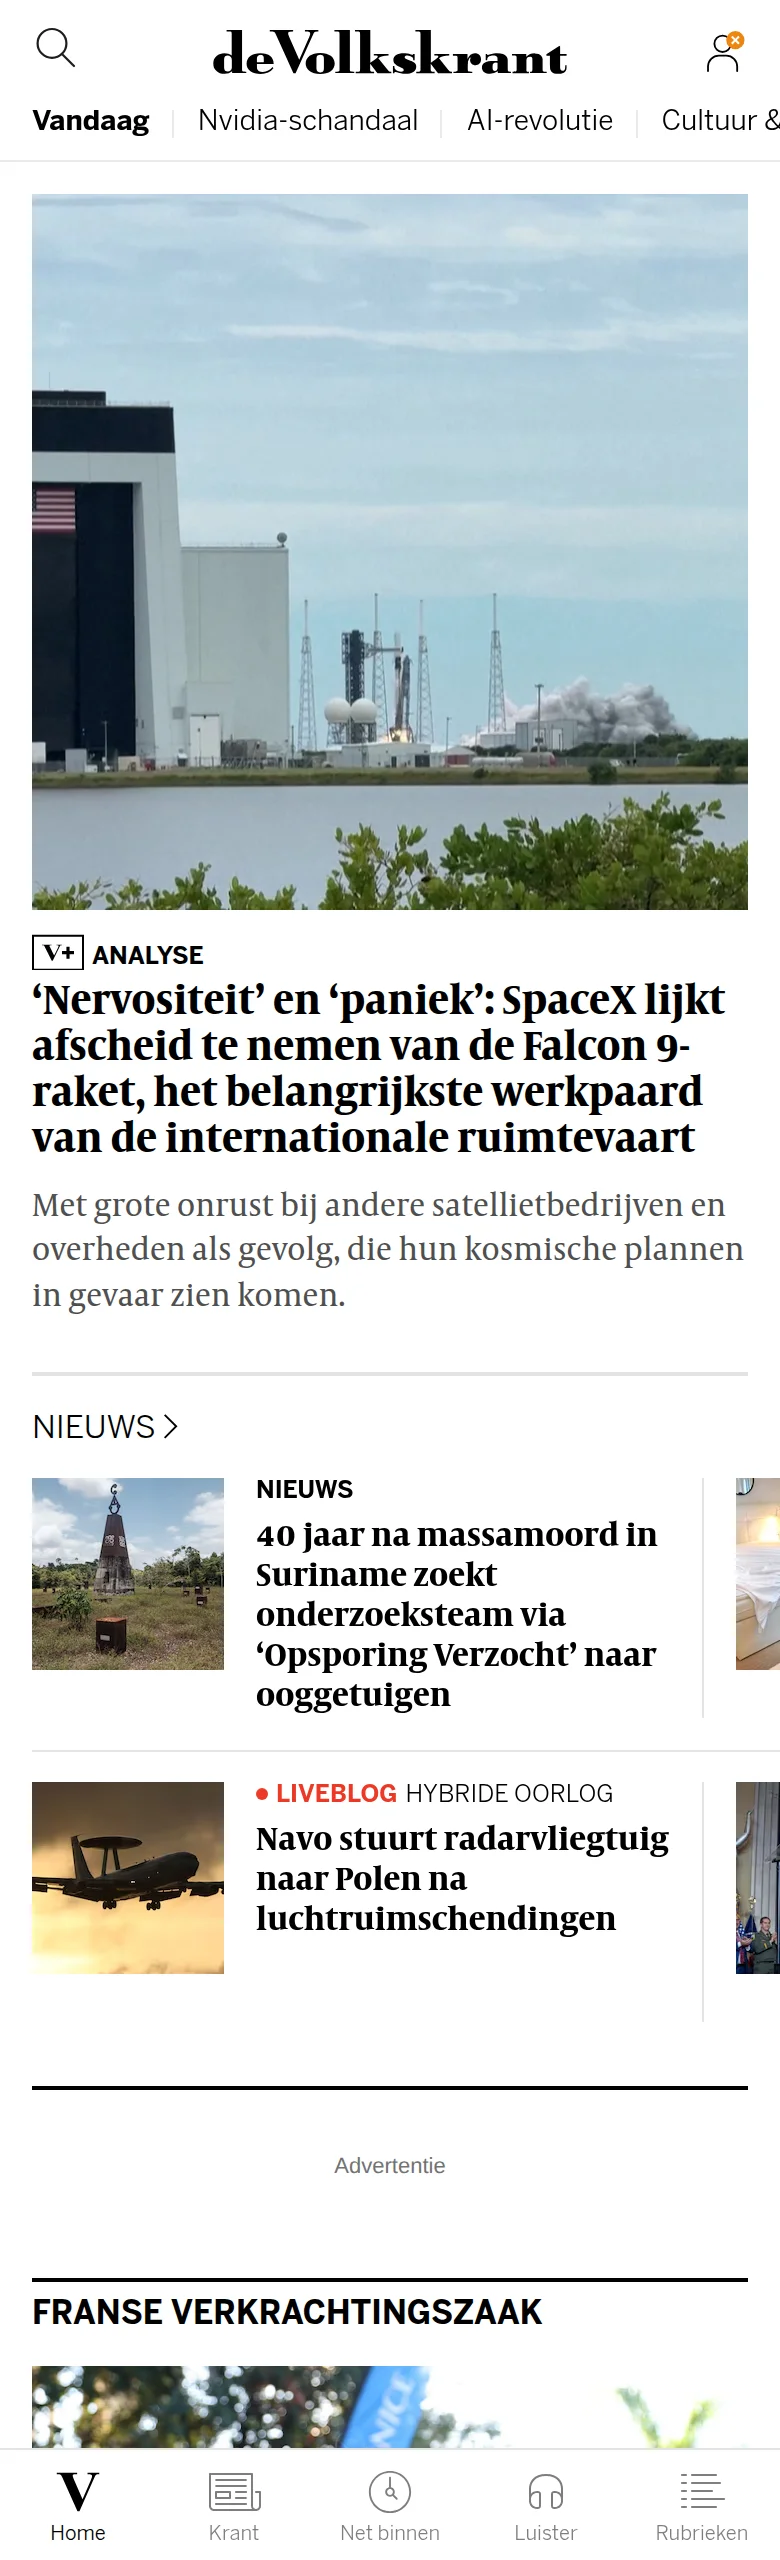 deVolkskrant
Vandaag
Nvidia-schandaal
AI-revolutie
Cultuur &
V+ ANALYSE
‘Nervositeit’ en ‘paniek’: SpaceX lijkt
afscheid te nemen van de Falcon 9-
raket, het belangrijkste werkpaard
van de internationale ruimtevaart
Met grote onrust bij andere satellietbedrijven en
overheden als gevolg, die hun kosmische plannen
in gevaar zien komen.
NIEUWS
NIEUWS
40 jaar na massamoord in
Suriname zoekt
onderzoeksteam via
‘Opsporing Verzocht’ naar
ooggetuigen
LIVEBLOG HYBRIDE OORLOG
Navo stuurt radarvliegtuig
naar Polen na
luchtruimschendingen
Advertentie
FRANSE VERKRACHTINGSZAAK
NICE
V
Home
Krant
Net binnen
Luister
Rubrieken